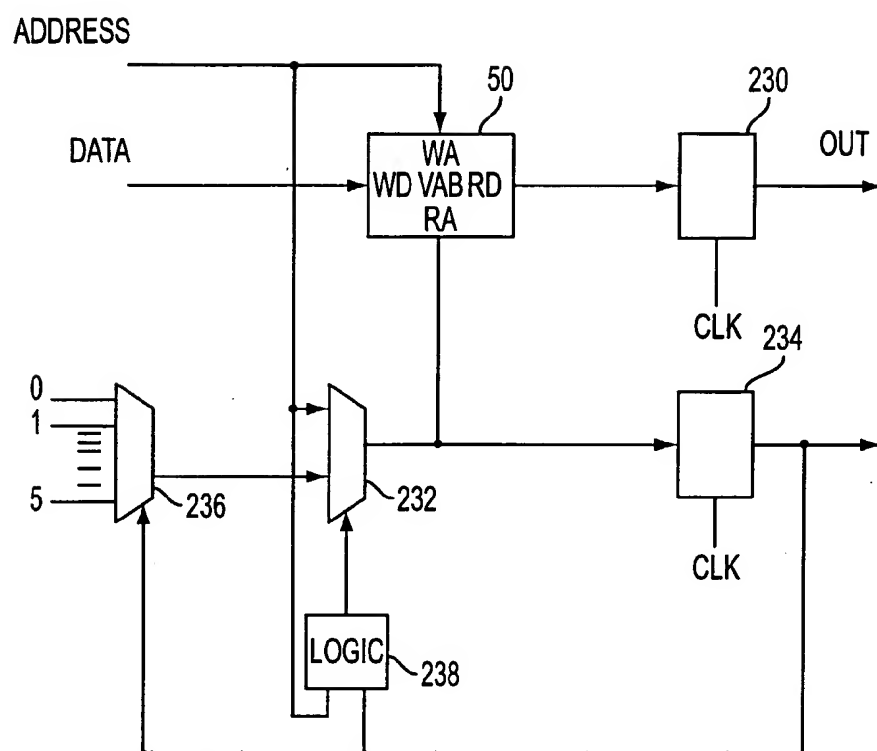 ADDRESS
50
230
DATA
OUT
WA
WD VAB RD
RA
CLK
234
0
1
5
236
232
CLK
LOGIC
238